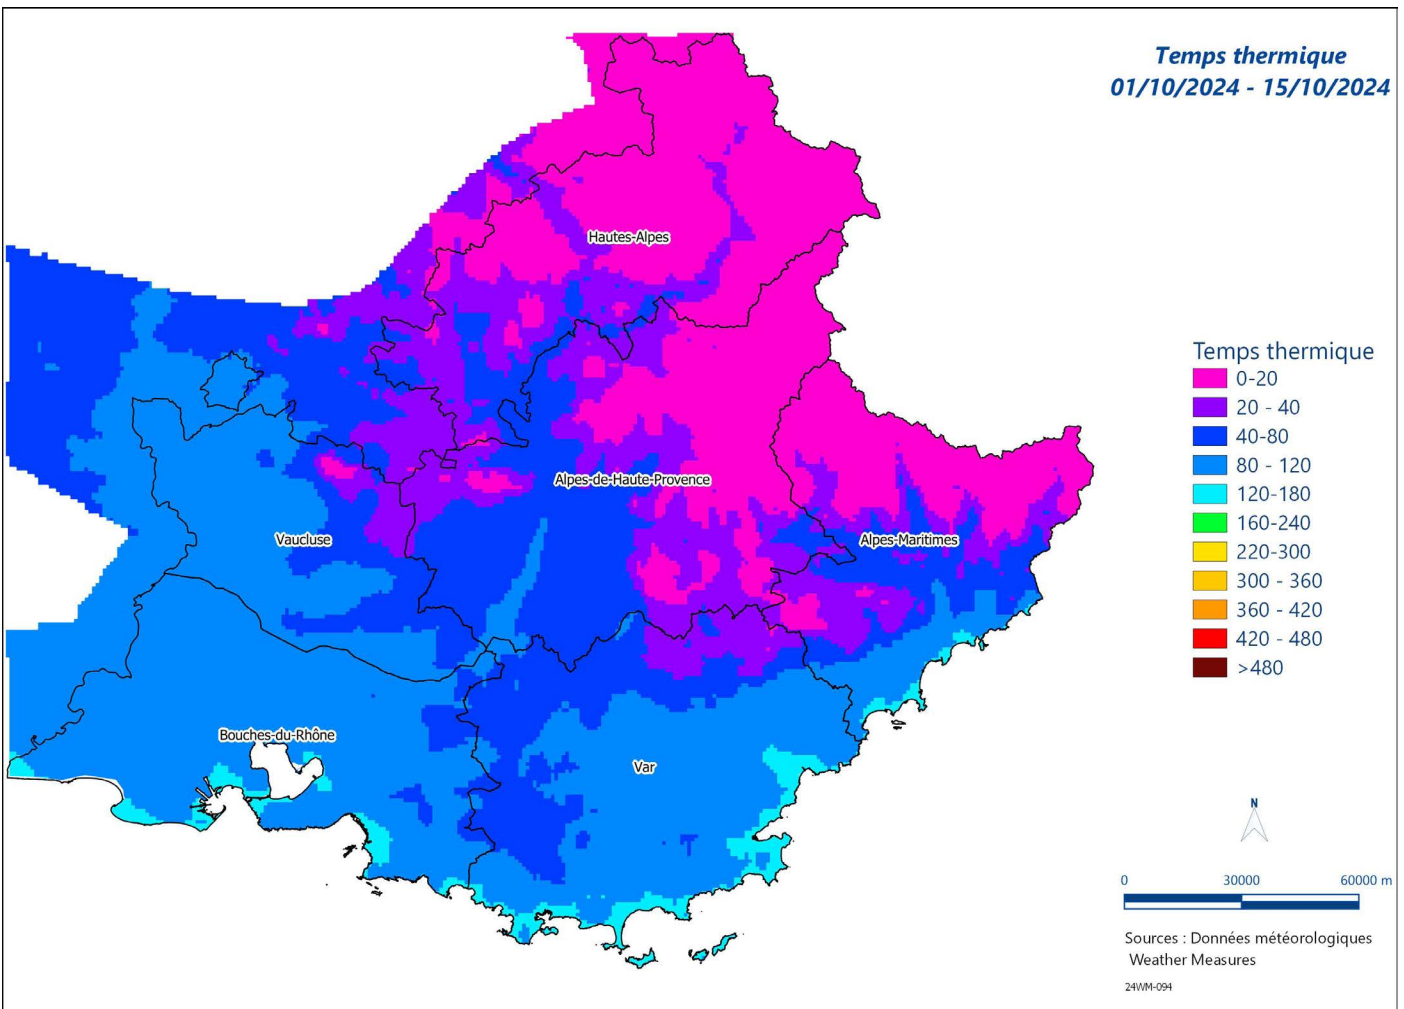 Temps thermique
01/10/2024 - 15/10/2024
Hautes-Alpes
Alpes-de-Haute-Provence
Vaucluse
Alpes-Maritimes
Bouches-du-Rhône
Var
Temps thermique
0-20
20 - 40
40-80
80 - 120
120-180
160-240
220-300
300 - 360
360 - 420
420 - 480
>480
N
0 30000 60000 m
Sources : Données météorologiques
Weather Measures
24WM-094